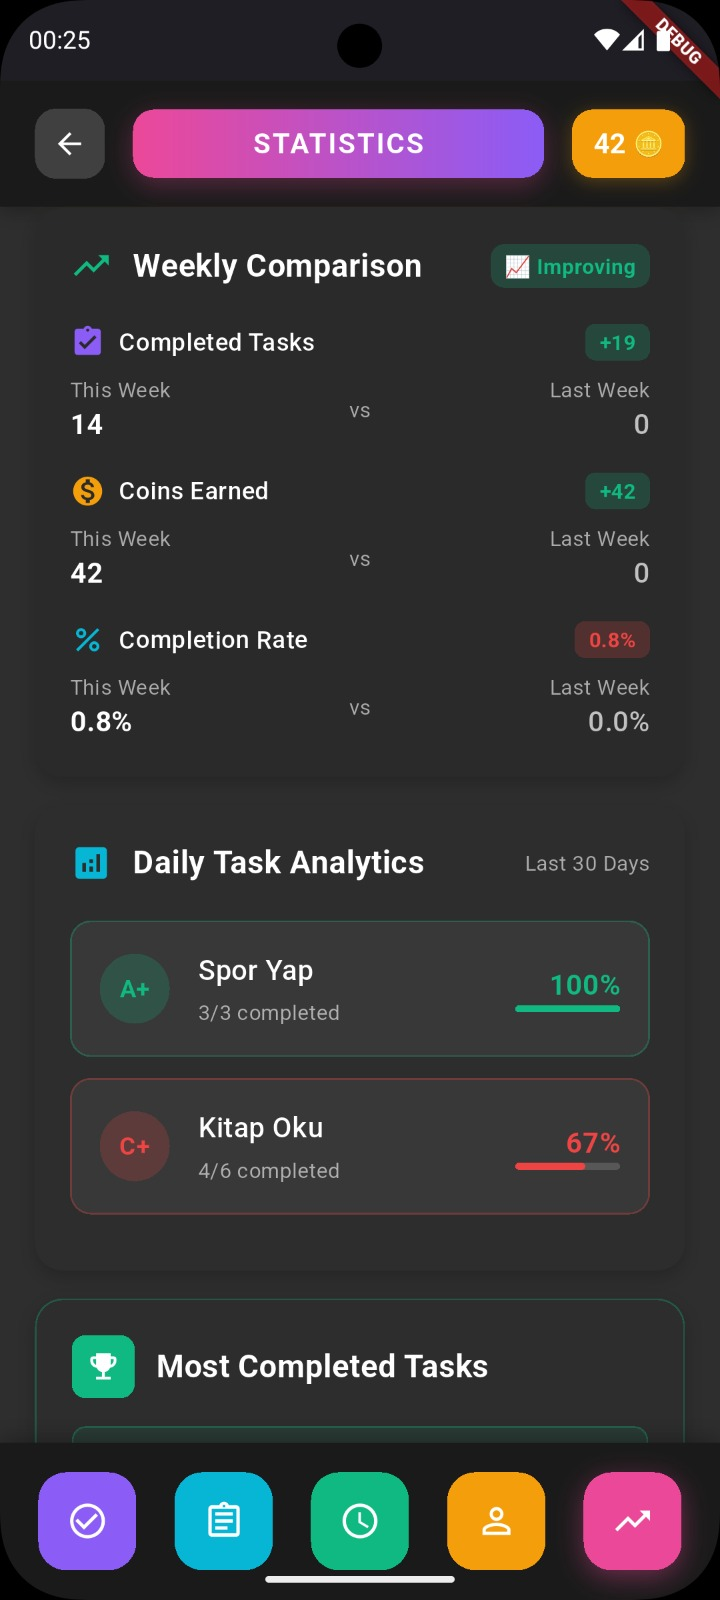 00:25
DEBUG
STATISTICS
42
Weekly Comparison
Improving
Completed Tasks
+19
This Week
Last Week
14
vs
0
Coins Earned
+42
This Week
Last Week
42
vs
0
Completion Rate
0.8%
This Week
Last Week
0.8%
vs
0.0%
Daily Task Analytics
Last 30 Days
A+
Spor Yap
3/3 completed
100%
C+
Kitap Oku
4/6 completed
67%
Most Completed Tasks